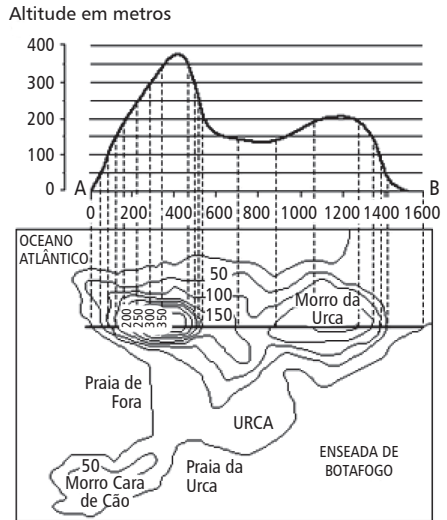 Altitude em metros
400
300
200
100
0
A
B
0 200 400 600 800 1000 1200 1400 1600
OCEANO
ATLÂNTICO
50
100
150
200
250
300
350
Morro da
Urca
Praia de
Fora
URCA
ENSEADA DE
BOTAFOGO
50
Morro Cara
de Cão
Praia da
Urca